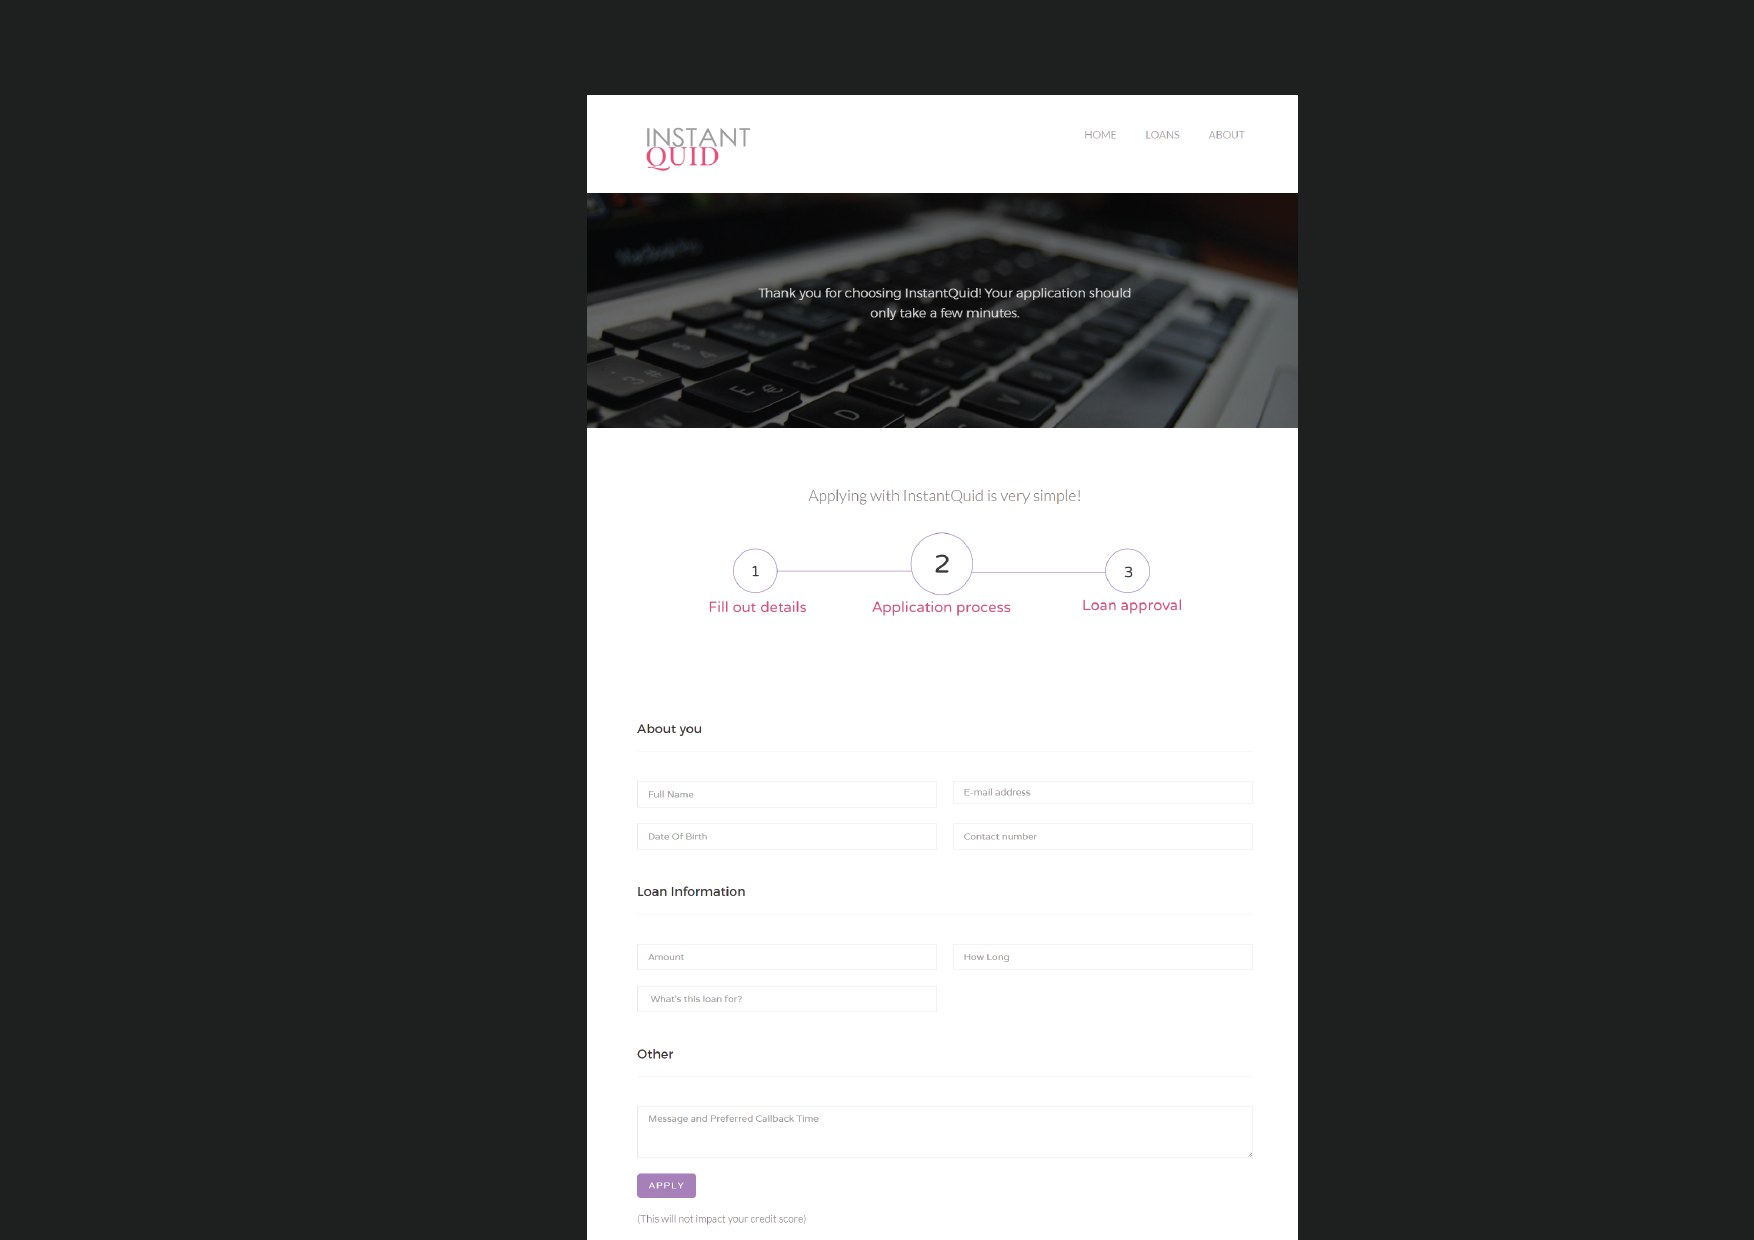 INSTANT
QUID
HOME LOANS ABOUT
Thank you for choosing InstantQuid! Your application should
only take a few minutes.
Applying with InstantQuid is very simple!
1 2 3
Fill out details Application process Loan approval
About you
Full Name E-mail address
Date Of Birth Contact number
Loan Information
Amount How Long
What's this loan for?
Other
Message and Preferred Callback Time
APPLY
(This will not impact your credit score)